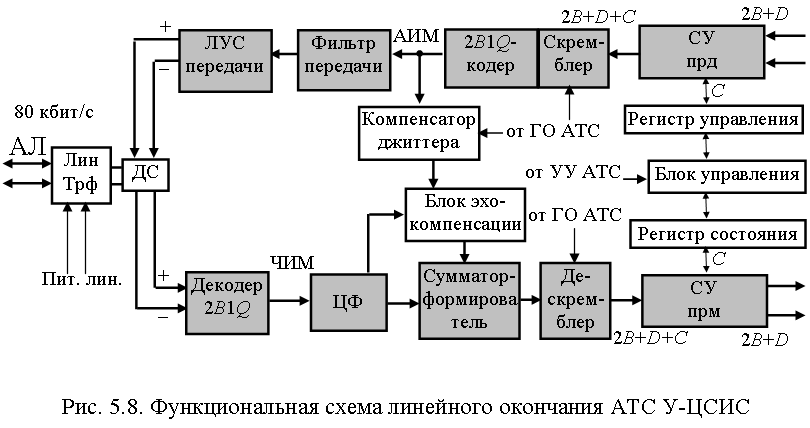 2B+D+C
2B+D
АИМ
ЛУС
передачи
Фильтр
передачи
2B1Q-
кодер
Скрем-
блер
СУ
прд
+
–
C
80 кбит/с
АЛ
Компенсатор
джиттера
от ГО АТС
Регистр управления
Лин
Трф
ДС
от УУ АТС
Блок управления
Блок эхо-
компенсации
от ГО АТС
Регистр состояния
Пит. лин.
+
–
ЧИМ
C
Декодер
2B1Q
ЦФ
Сумматор-
формирова
тель
Де-
скрем-
блер
СУ
прм
2B+D+C
2B+D
Рис. 5.8. Функциональная схема линейного окончания АТС У-ЦСИС